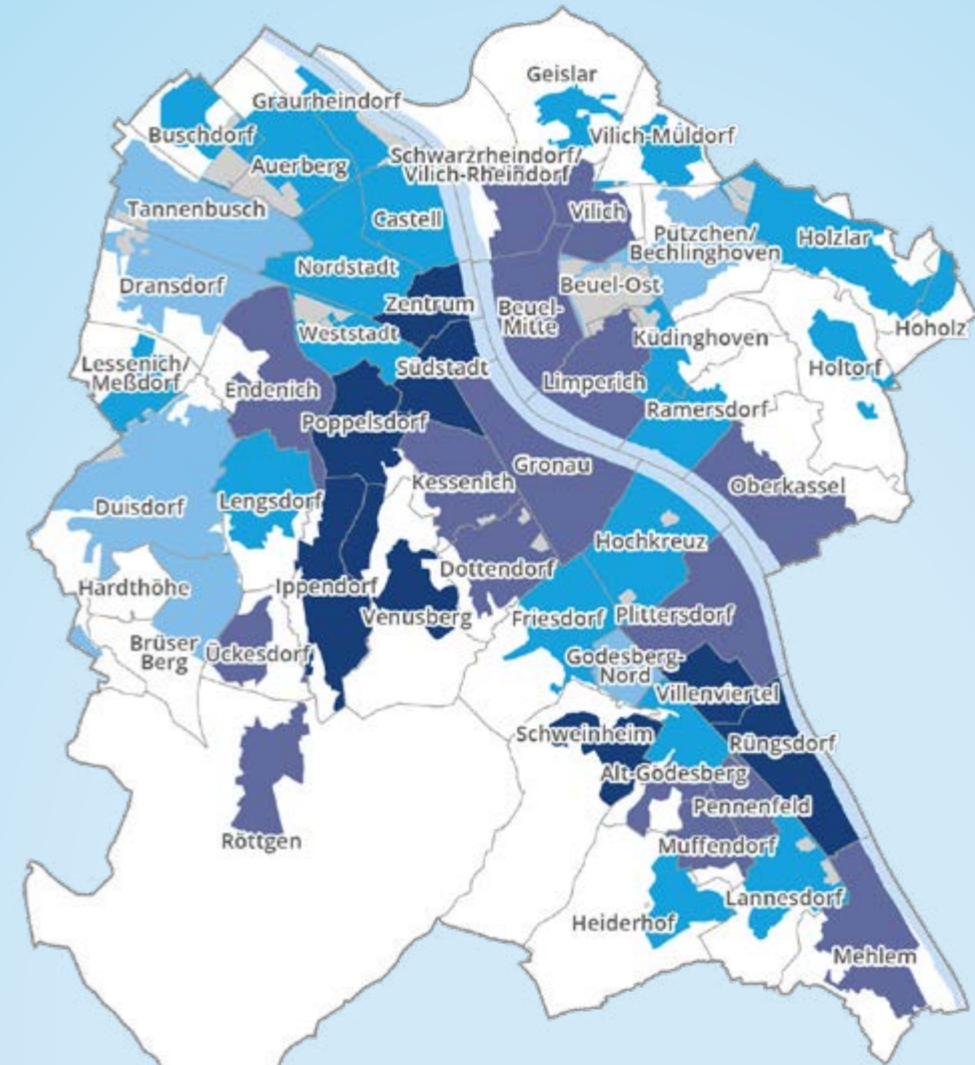 Geislar
Graurheindorf
Buschdorf
Vilich-Müldorf
Auerberg
Schwarzrheindorf/
Vilich-Rheindorf
Tannenbusch
Castell
Vilich
Pützchen/
Bechlinghoven
Holzlar
Nordstadt
Dransdorf
Beuel-Ost
Zentrum
Beuel-
Mitte
Weststadt
Küdinghoven
Hoholz
Lessenich/
Meßdorf
Südstadt
Holtorf
Endenich
Limperich
Poppelsdorf
Ramersdorf
Gronau
Kessenich
Oberkassel
Duisdorf
Lengsdorf
Hochkreuz
Dottendorf
Hardthöhe
Ippendorf
Venusberg
Friesdorf
Plittersdorf
Brüser
Berg
Ückesdorf
Godesberg-
Nord
Villenviertel
Schweinheim
Rüngsdorf
Alt-Godesberg
Pennenfeld
Röttgen
Muffendorf
Lannesdorf
Heiderhof
Mehlem